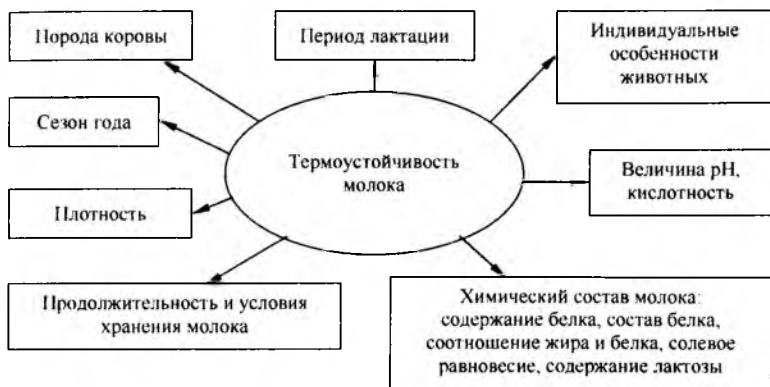 Порода коровы
Период лактации
Индивидуальные
особенности
животных
Сезон года
Термоустойчивость
молока
Величина pH,
кислотность
Плотность
Продолжительность и условия
хранения молока
Химический состав молока:
содержание белка, состав белка,
соотношение жира и белка, солевое
равновесие, содержание лактозы